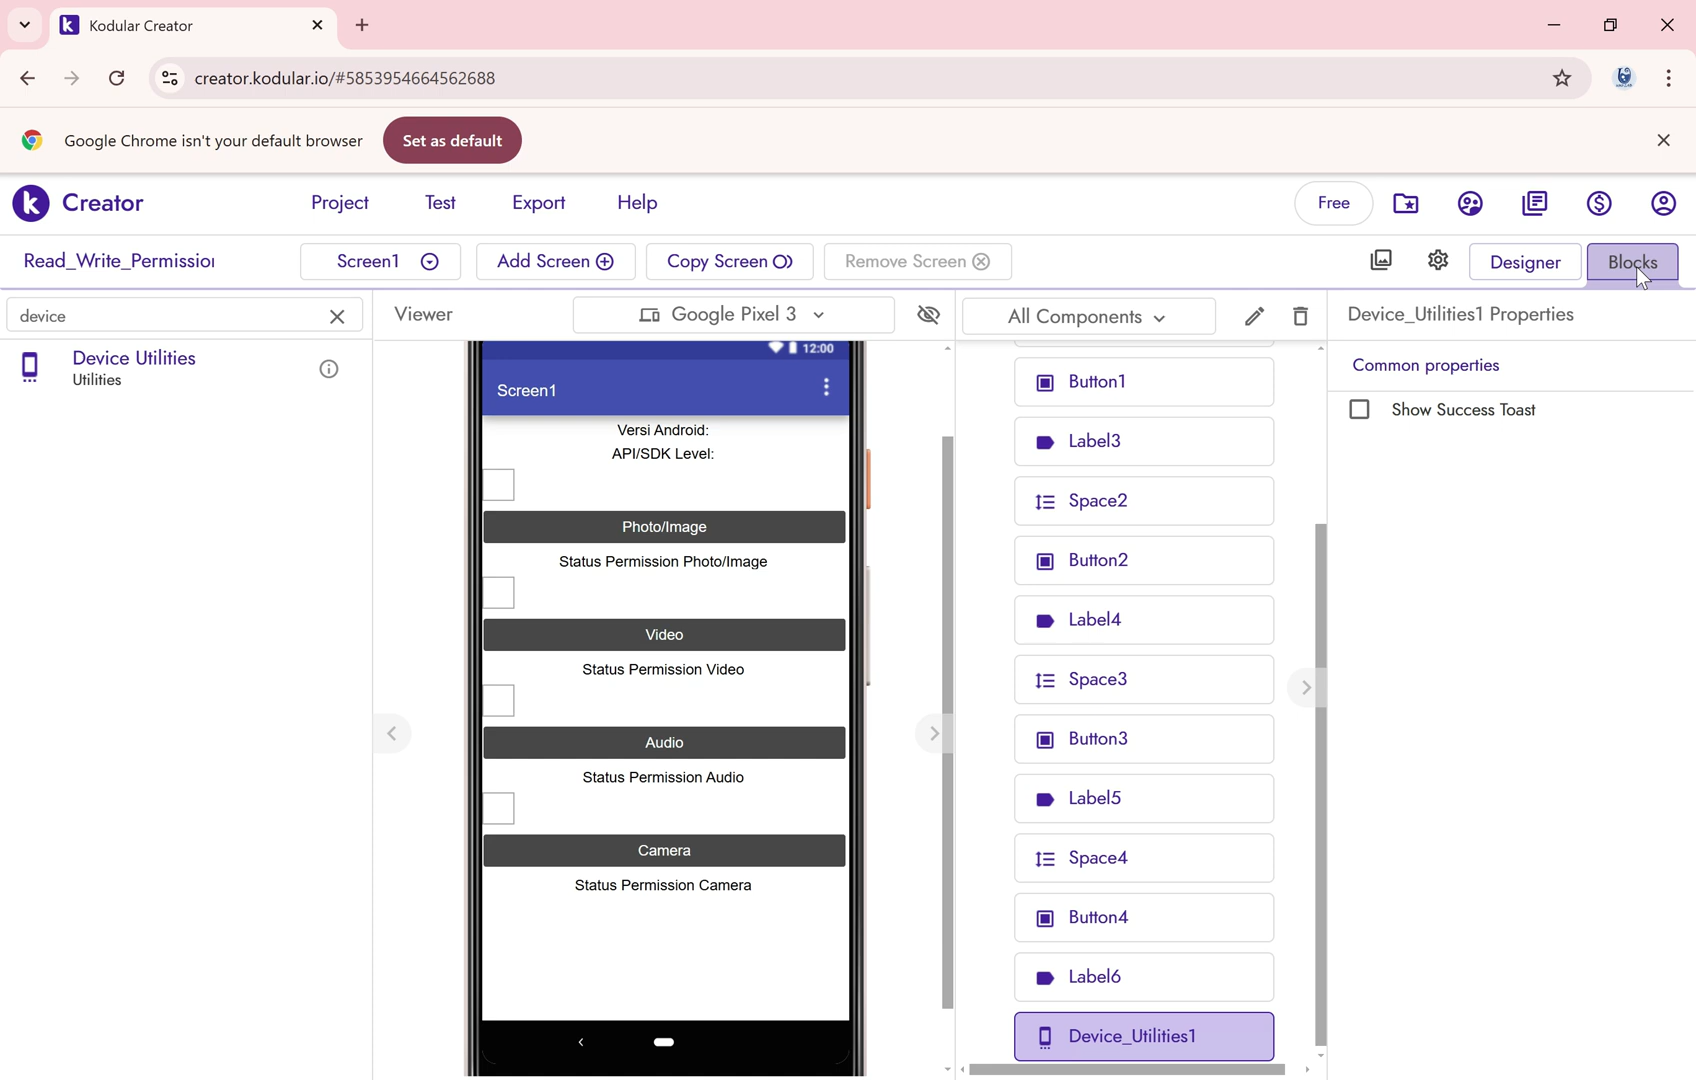 Kodular Creator
creator.kodular.io/#5853954664562688
Google Chrome isn't your default browser
Set as default
k Creator
Project
Test
Export
Help
Free
Read_Write_Permission
Screen1
Add Screen
Copy Screen
Remove Screen
Designer
Blocks
device
Viewer
Google Pixel 3
All Components
Device_Utilities1 Properties
Device Utilities
Utilities
12:00
Screen1
Versi Android:
API/SDK Level:
Photo/Image
Status Permission Photo/Image
Video
Status Permission Video
Audio
Status Permission Audio
Camera
Status Permission Camera
Button1
Label3
Space2
Button2
Label4
Space3
Button3
Label5
Space4
Button4
Label6
Device_Utilities1
Common properties
Show Success Toast